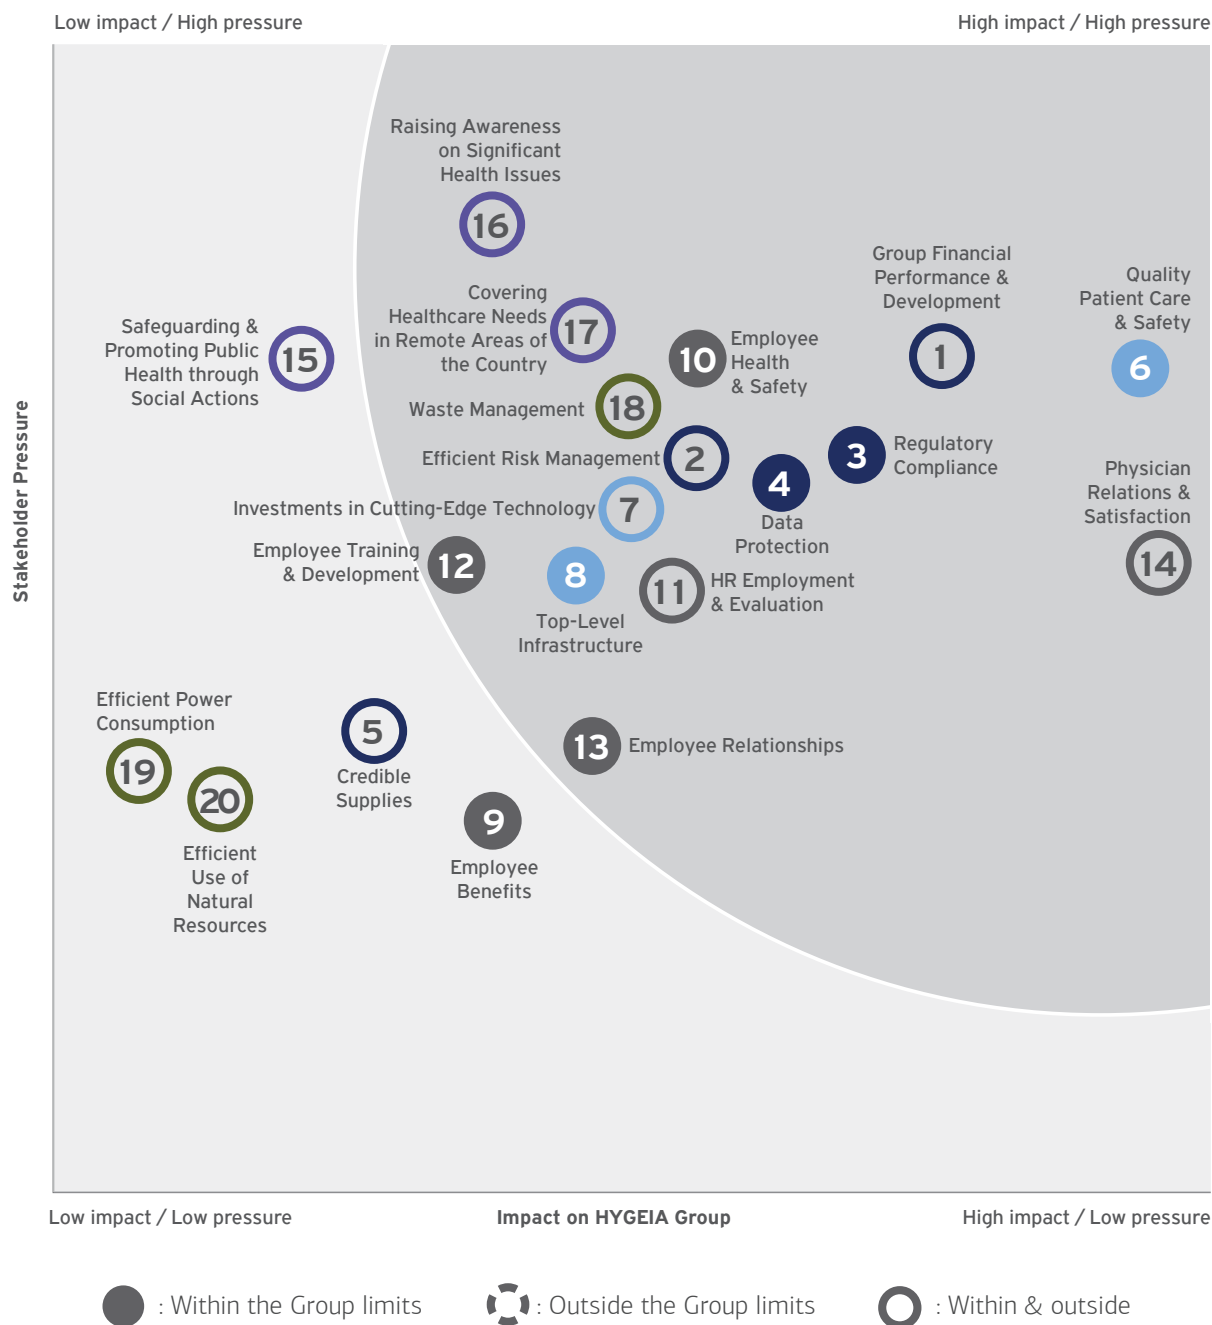 Low impact / High pressure
High impact / High pressure
Raising Awareness
on Significant
Health Issues
16
Group Financial
Performance &
Development
1
Quality
Patient Care
& Safety
6
Covering
Healthcare Needs
in Remote Areas of
the Country
17
Safeguarding &
Promoting Public
Health through
Social Actions
15
10
Employee
Health
& Safety
Waste Management
18
Efficient Risk Management
2
3
Regulatory
Compliance
4
Data
Protection
Physician
Relations &
Satisfaction
14
Investments in Cutting-Edge Technology
7
Employee Training
& Development
12
8
Top-Level
Infrastructure
11
HR Employment
& Evaluation
Stakeholder Pressure
Efficient Power
Consumption
19
20
Efficient
Use of
Natural
Resources
5
Credible
Supplies
13
Employee Relationships
9
Employee
Benefits
Low impact / Low pressure
Impact on HYGEIA Group
High impact / Low pressure
: Within the Group limits
: Outside the Group limits
: Within & outside